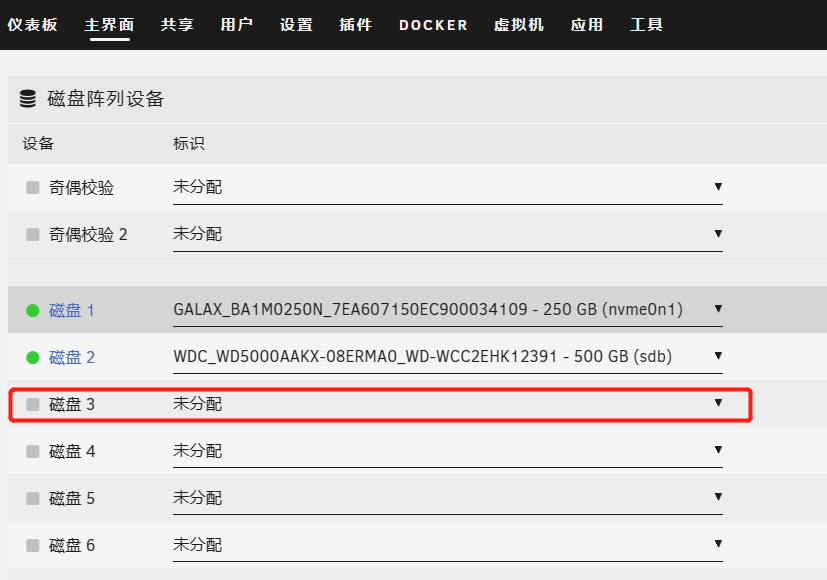 仪表板 主界面 共享 用户 设置 插件 DOCKER 虚拟机 应用 工具
磁盘阵列设备
设备 标识
奇偶校验 未分配
奇偶校验 2 未分配
磁盘 1 GALAX_BA1M0250N_7EA607150EC900034109 - 250 GB (nvme0n1)
磁盘 2 WDC_WD5000AAKX-08ERMA0_WD-WCC2EHK12391 - 500 GB (sdb)
磁盘 3 未分配
磁盘 4 未分配
磁盘 5 未分配
磁盘 6 未分配